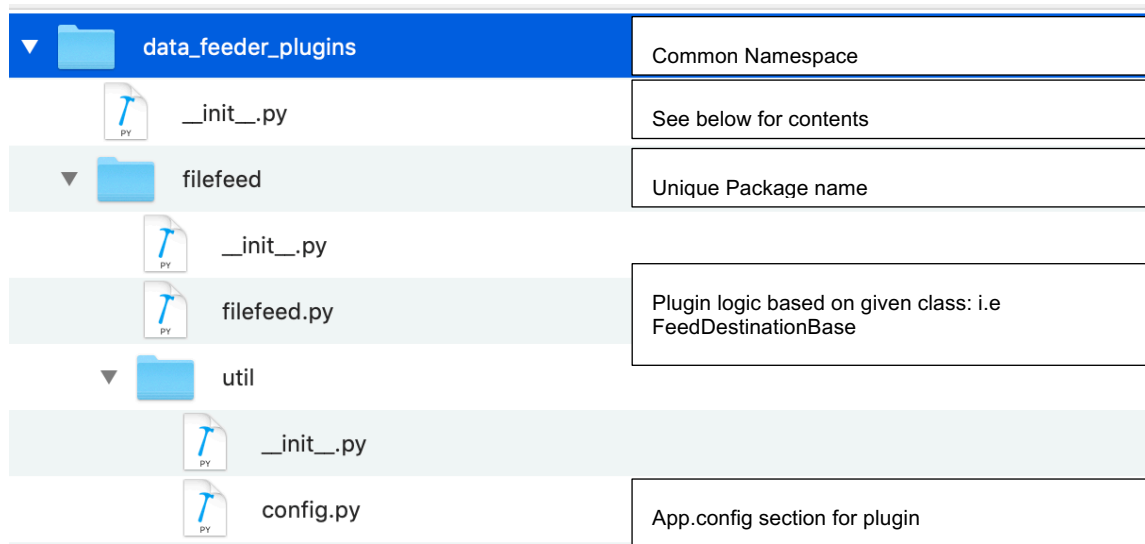 data_feeder_plugins
Common Namespace
PY
__init__.py
See below for contents
filefeed
Unique Package name
PY
__init__.py
PY
filefeed.py
Plugin logic based on given class: i.e
FeedDestinationBase
util
PY
__init__.py
PY
config.py
App.config section for plugin